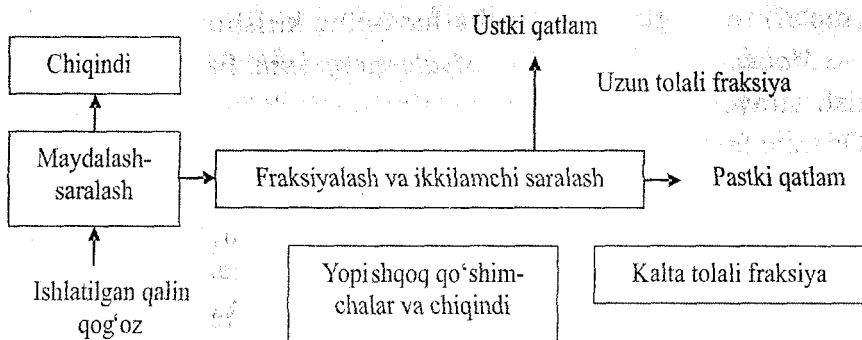 Ustki qatlam
Chiqindi
Uzun tolali fraksiya
Maydalash-
saralash
Fraksiyalash va ikkilamchi saralash
Pastki qatlam
Ishlatilgan qalin
qog‘oz
Yopishqoq qo‘shim-
chalar va chiqindi
Kalta tolali fraksiya